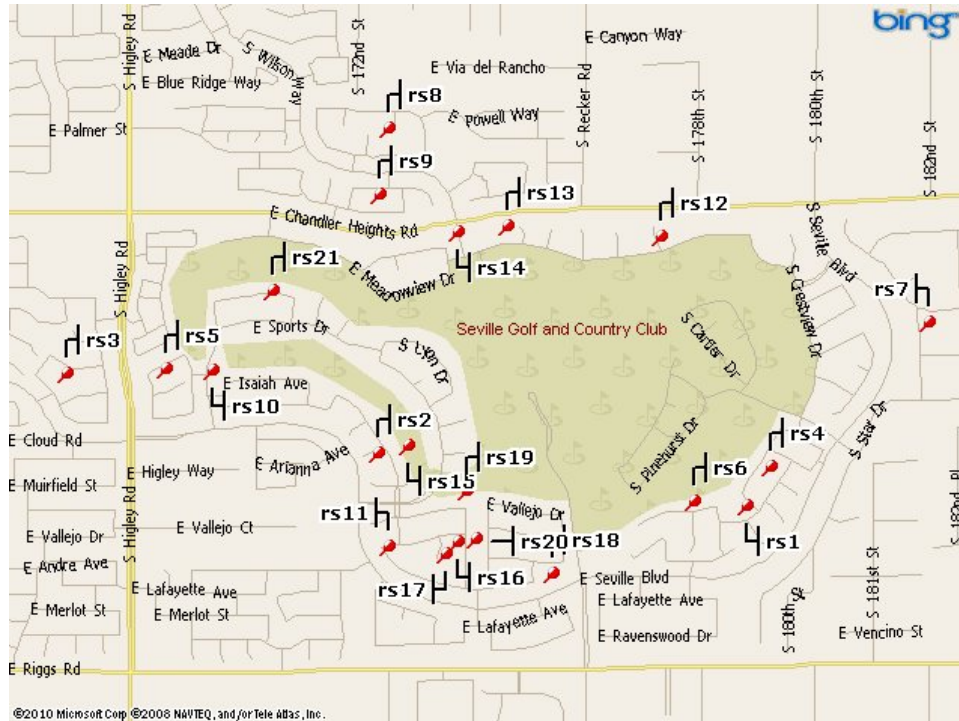 bing™
E Canyon Way
S Higley Rd
S 172nd St
S Wilson Way
E Meade Dr
E Blue Ridge Way
E Via del Rancho
S Recker Rd
S 178th St
S 180th St
S 182nd St
rs8
E Powell Way
E Palmer St
rs9
rs13
rs12
E Chandler Heights Rd
S Seville Blvd
S Higley Rd
rs21
E Meadowview Dr
rs14
S Crestview Dr
rs7
rs3
rs5
E Sports Dr
Seville Golf and Country Club
S Cartier Dr
S Lyon Dr
E Isaiah Ave
rs10
rs2
rs4
S Star Dr
E Cloud Rd
E Arianna Ave
S Pinehurst Dr
E Higley Way
rs19
rs6
E Muirfield St
rs15
S Higley Rd
rs11
E Vallejo Dr
E Vallejo Ct
E Vallejo Dr
rs20
rs18
rs1
S 182nd Pl
E Andre Ave
rs17
rs16
E Seville Blvd
S 181st St
E Lafayette Ave
E Lafayette Ave
S 180th St
E Merlot St
E Merlot St
E Lafayette Ave
E Ravenswood Dr
E Vencino St
E Riggs Rd
©2010 Microsoft Corp ©2008 NAVTEQ, and/or Tele Atlas, Inc.